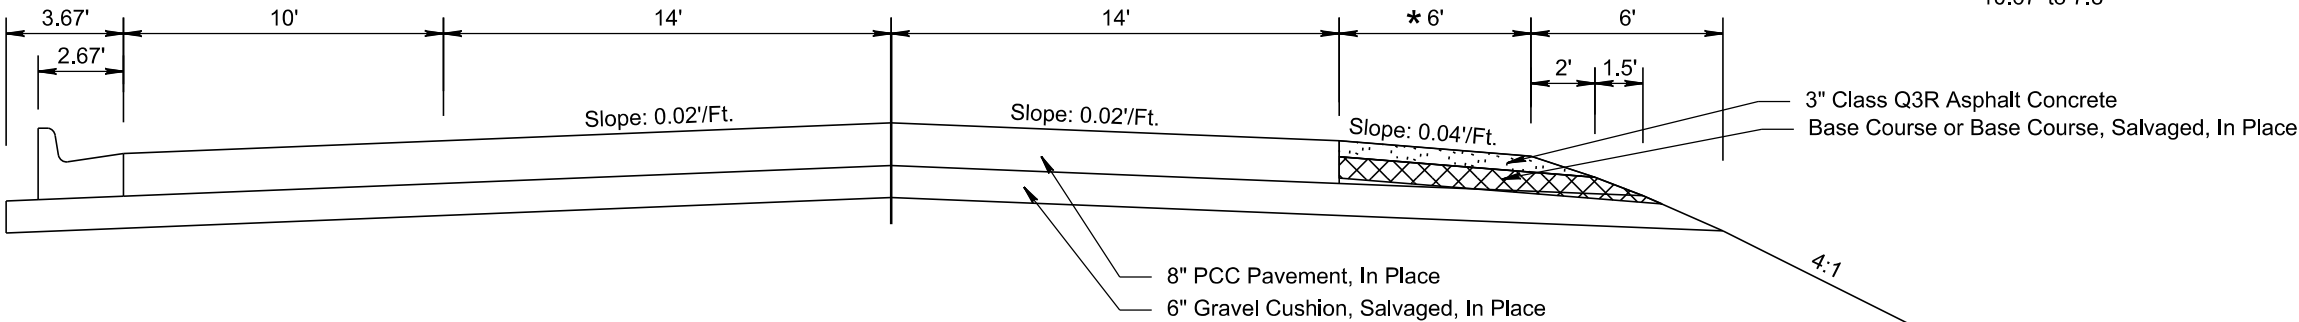 3.67'
10'
14'
14'
* 6'
6'
2.67'
2'
1.5'
Slope: 0.02'/Ft.
Slope: 0.02'/Ft.
Slope: 0.04'/Ft.
3" Class Q3R Asphalt Concrete
Base Course or Base Course, Salvaged, In Place
8" PCC Pavement, In Place
6" Gravel Cushion, Salvaged, In Place
4:1